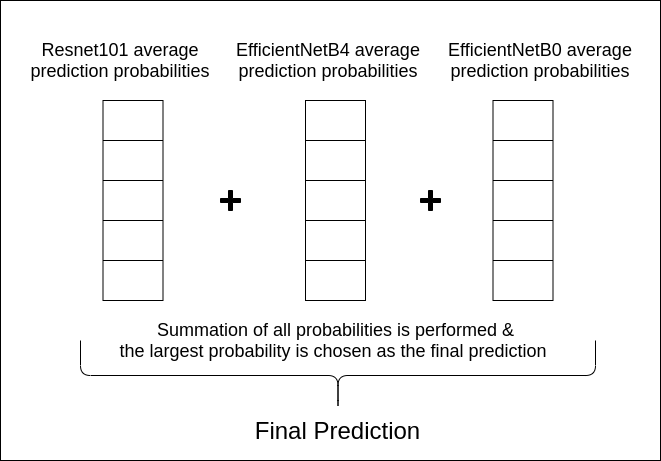 Resnet101 average
prediction probabilities
EfficientNetB4 average
prediction probabilities
EfficientNetB0 average
prediction probabilities
+
+
Summation of all probabilities is performed &
the largest probability is chosen as the final prediction
Final Prediction